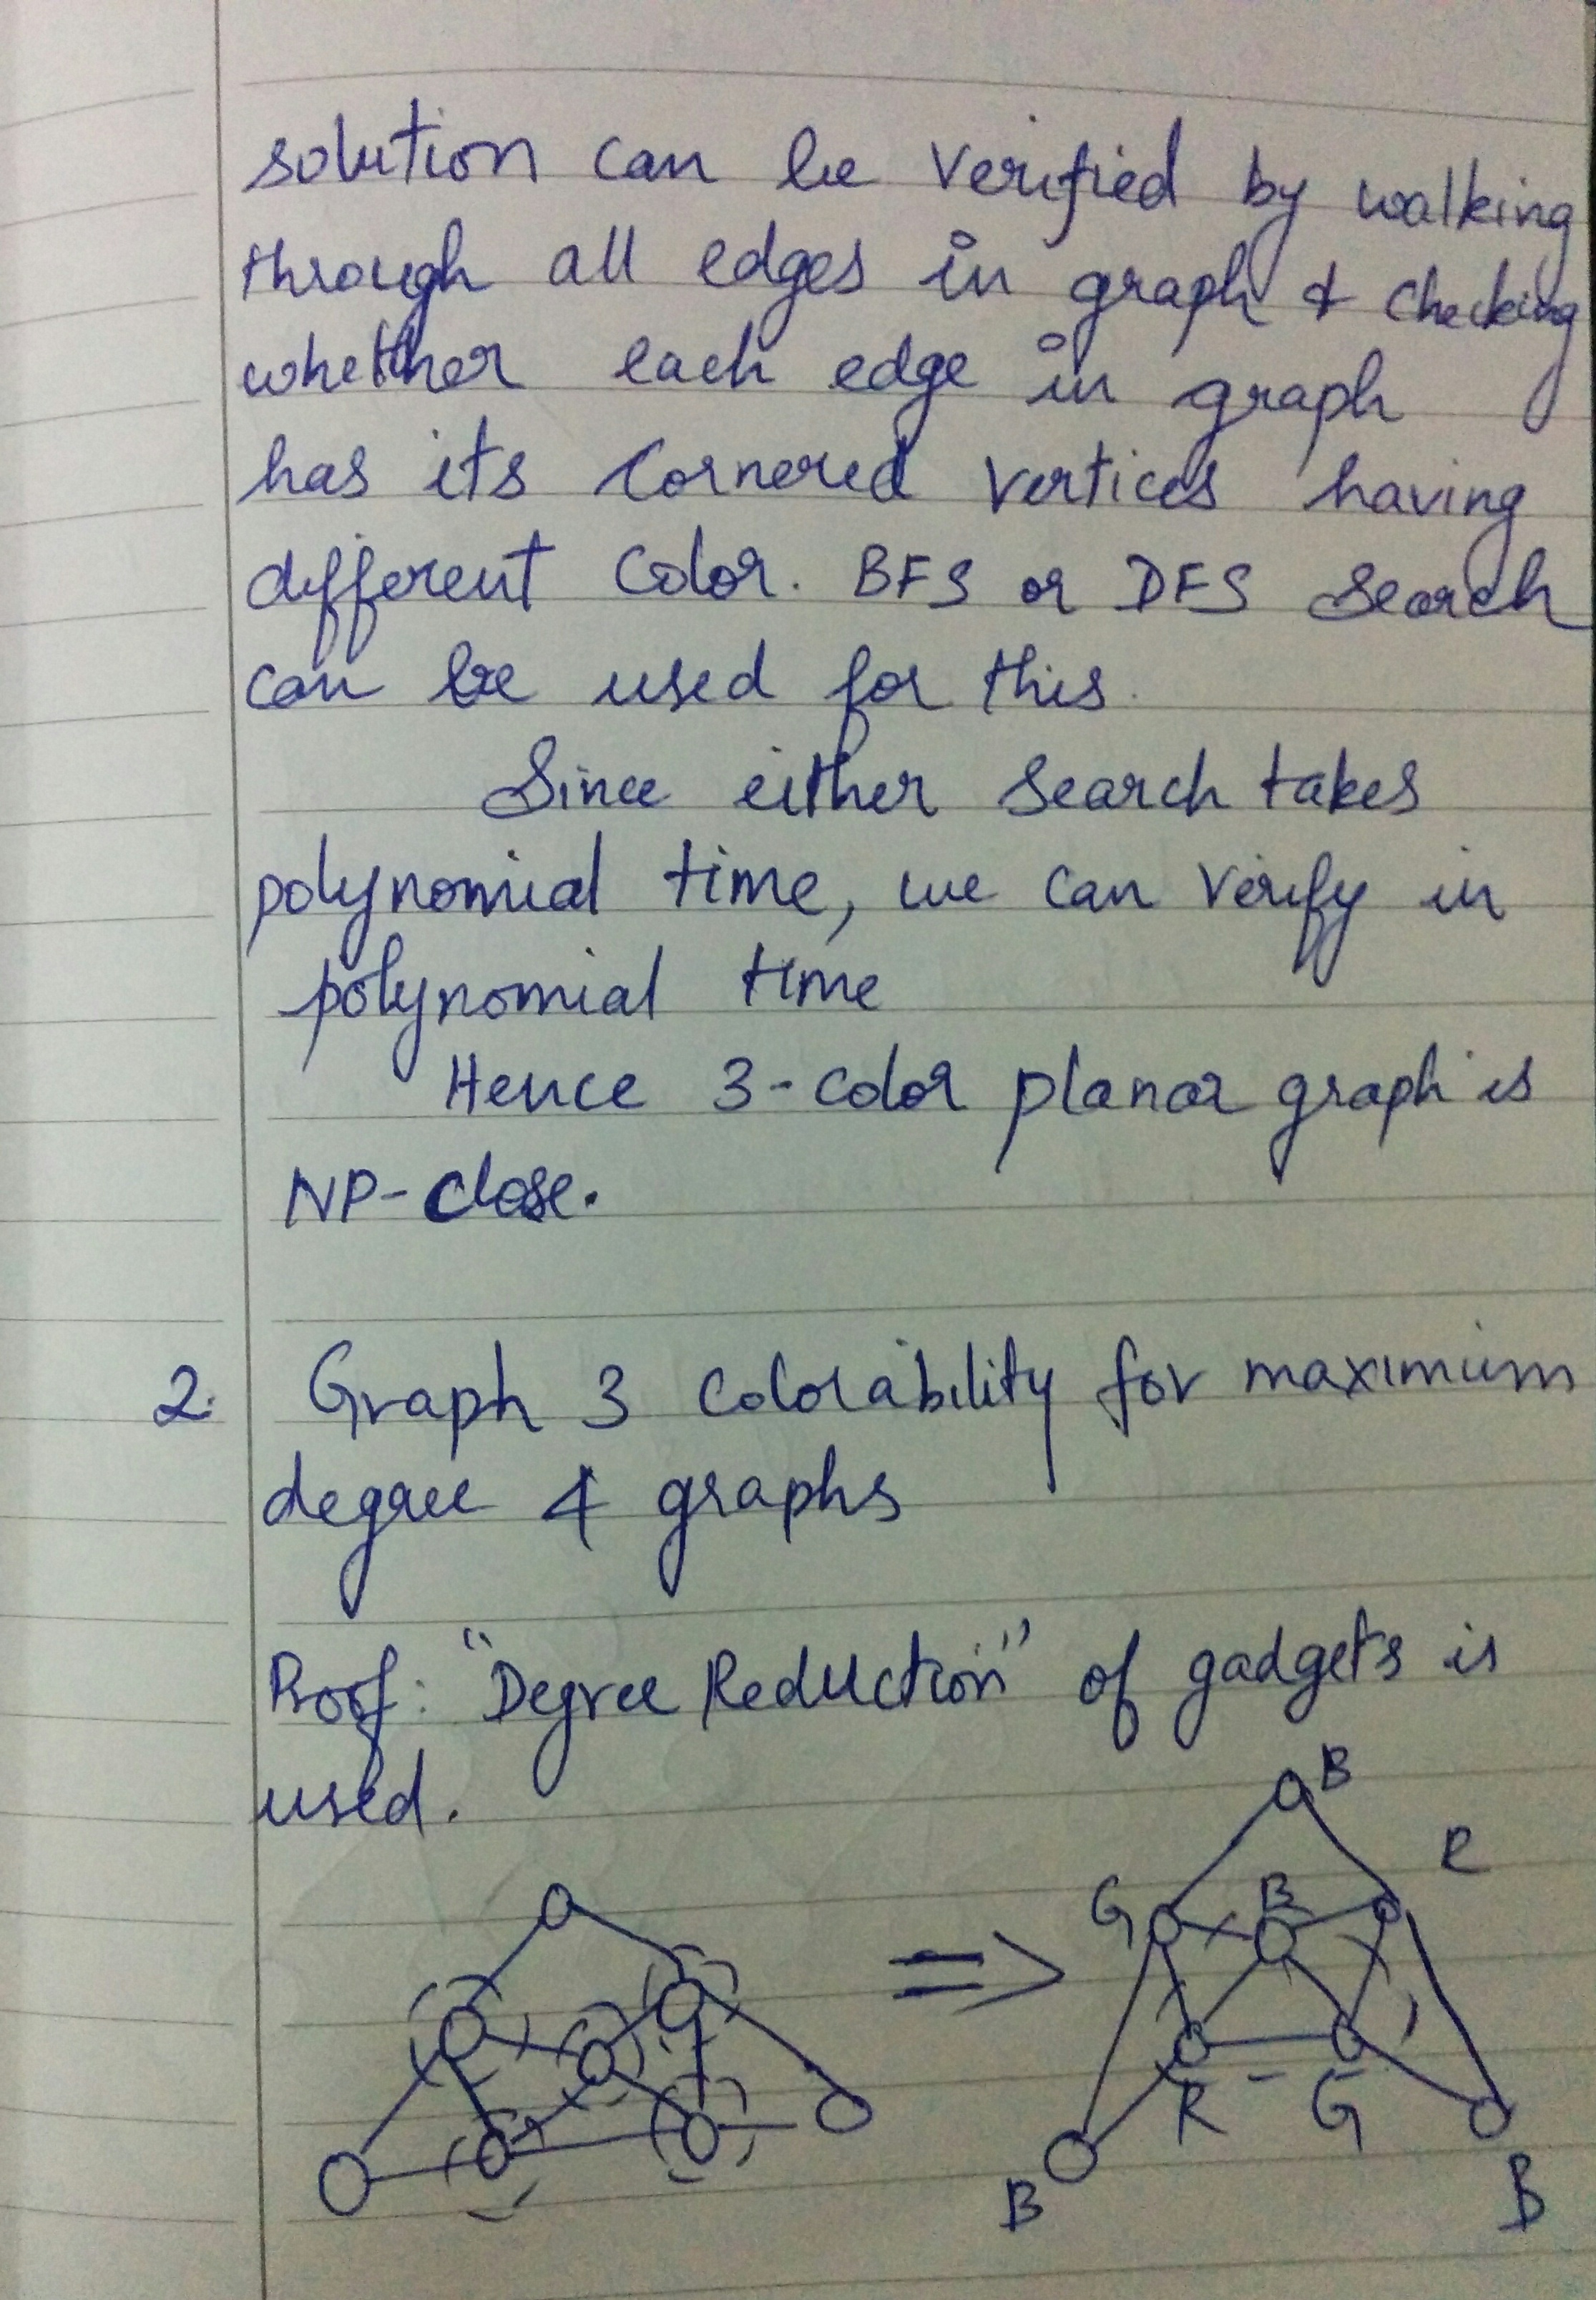 solution can be verified by walking
through all edges in graph & checking
whether each edge in graph
has its cornered vertices having
different color. BFS or DFS search
can be used for this.
Since either search takes
polynomial time, we can verify in
polynomial time
Hence 3-color planar graph is
NP-close.
2. Graph 3 colorability for maximum
degree 4 graphs
Proof: "Degree Reduction" of gadgets is
used.
B
R
G B
R G
B B